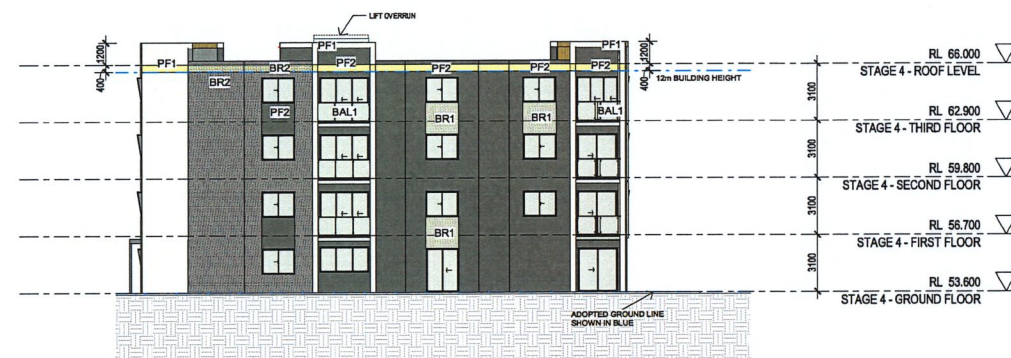 LIFT OVERRUN
1200
PF1
PF1
1200
RL 66.000
PF1
BR2
PF2
PF2
PF2
PF2
400
BR2
400
12m BUILDING HEIGHT
STAGE 4 - ROOF LEVEL
3100
PF2
BAL1
BR1
BR1
BAL1
RL 62.900
STAGE 4 - THIRD FLOOR
3100
RL 59.800
STAGE 4 - SECOND FLOOR
3100
BR1
RL 56.700
STAGE 4 - FIRST FLOOR
3100
RL 53.600
STAGE 4 - GROUND FLOOR
ADOPTED GROUND LINE
SHOWN IN BLUE